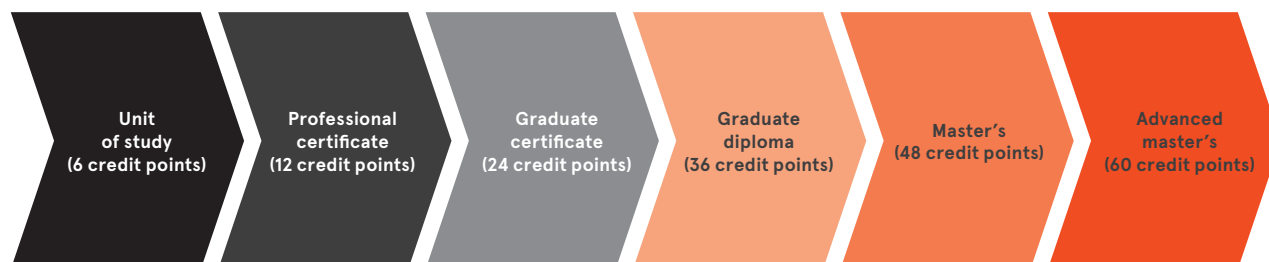 Unit
of study
(6 credit points)
Professional
certificate
(12 credit points)
Graduate
certificate
(24 credit points)
Graduate
diploma
(36 credit points)
Master’s
(48 credit points)
Advanced
master’s
(60 credit points)